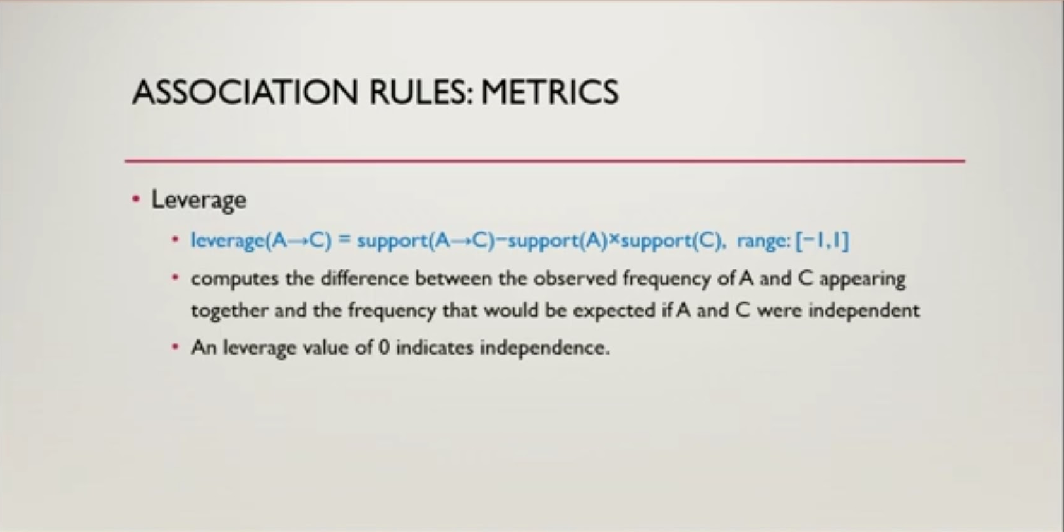 ASSOCIATION RULES: METRICS
• Leverage
• leverage(A→C) = support(A→C)−support(A)×support(C), range: [−1,1]
• computes the difference between the observed frequency of A and C appearing
together and the frequency that would be expected if A and C were independent
• An leverage value of 0 indicates independence.